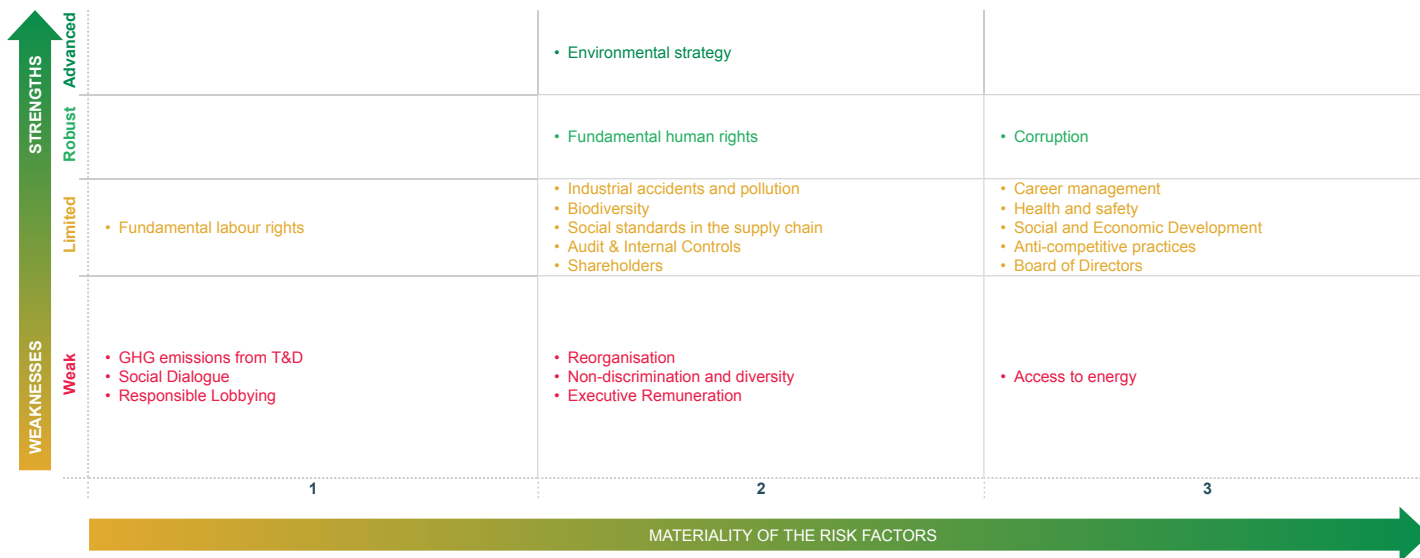 STRENGTHS
WEAKNESSES
Advanced
• Environmental strategy
Robust
• Fundamental human rights
• Corruption
Limited
• Fundamental labour rights
• Industrial accidents and pollution
• Biodiversity
• Social standards in the supply chain
• Audit & Internal Controls
• Shareholders
• Career management
• Health and safety
• Social and Economic Development
• Anti-competitive practices
• Board of Directors
Weak
• GHG emissions from T&D
• Social Dialogue
• Responsible Lobbying
• Reorganisation
• Non-discrimination and diversity
• Executive Remuneration
• Access to energy
1
2
3
MATERIALITY OF THE RISK FACTORS